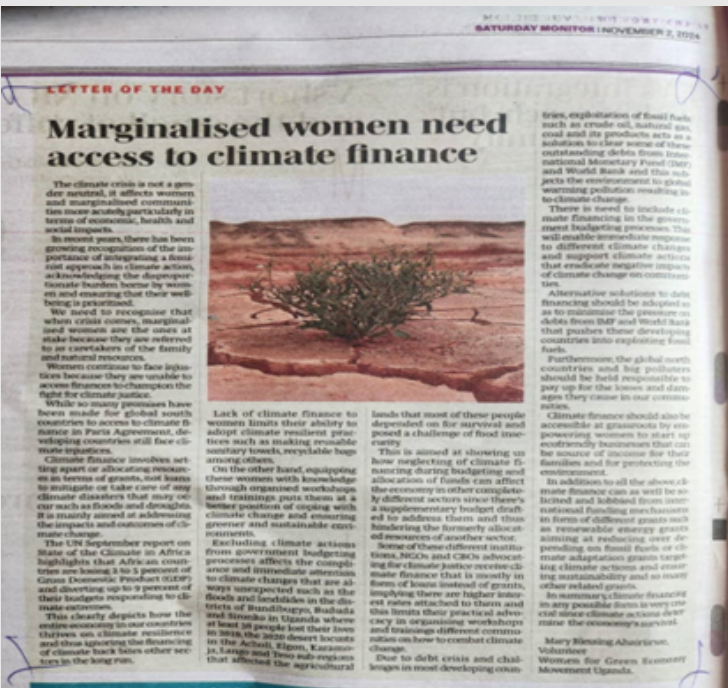 SATURDAY MONITOR | NOVEMBER 2, 2024
LETTER OF THE DAY
Marginalised women need
access to climate finance
The climate crisis is not a gen-
der neutral, it affects women
and marginalised communi-
ties more acutely, particularly in
terms of economic, health and
social impacts.
In recent years, there has been
growing recognition of the im-
portance of integrating a femi-
nist approach in climate action,
acknowledging the dispropor-
tionate burden borne by wom-
en and ensuring that their well-
being is prioritised.
We need to recognise that
when crisis comes, marginal-
ised women are the ones at
stake because they are referred
to as caretakers of the family
and natural resources.
Women continue to face injus-
tices because they are unable to
access finances to champion the
fight for climate justice.
While so many promises have
been made for global south
countries to access to climate fi-
nance in Paris Agreement, de-
veloping countries still face cli-
mate injustices.
Climate finance involves set-
ting apart or allocating resourc-
es in terms of grants, not loans
to mitigate or take care of any
climate disasters that may oc-
cur such as floods and droughts.
It is mainly aimed at addressing
the impacts and outcomes of cli-
mate change.
The UN September report on
State of the Climate in Africa
highlights that African coun-
tries are losing 2 to 5 percent of
Gross Domestic Product (GDP)
and diverting up to 9 percent of
their budgets responding to cli-
mate extremes.
This clearly depicts how the
entire economy in our countries
thrives on climate resilience
and thus ignoring the financing
of climate back bites other sec-
tors in the long run.
Lack of climate finance to
women limits their ability to
adopt climate resilient prac-
tices such as making reusable
sanitary towels, recyclable bags
among others.
On the other hand, equipping
these women with knowledge
through organised workshops
and trainings puts them at a
better position of coping with
climate change and ensuring
greener and sustainable envi-
ronments.
Excluding climate actions
from government budgeting
processes affects the compli-
ance and immediate attention
to climate changes that are al-
ways unexpected such as the
floods and landslides in the dis-
tricts of Bundibugyo, Bududa
and Sironko in Uganda where
at least 38 people lost their lives
in 2019, the 2020 desert locusts
in the Acholi, Elgon, Karamo-
ja, Lango and Teso sub-regions
that affected the agricultural
lands that most of these people
depended on for survival and
posed a challenge of food inse-
curity.
This is aimed at showing us
how neglecting of climate fi-
nancing during budgeting and
allocation of funds can affect
the economy in other complete-
ly different sectors since there's
a supplementary budget draft-
ed to address them and thus
hindering the formerly allocat-
ed resources of another sector.
Some of these different institu-
tions, NGOs and CBOs advocat-
ing for climate justice receive cli-
mate finance that is mostly in
form of loans instead of grants,
implying there are higher inter-
est rates attached to them and
this limits their practical advo-
cacy in organising workshops
and trainings different commu-
nities on how to combat climate
change.
Due to debt crisis and chal-
lenges in most developing coun-
tries, exploitation of fossil fuels
such as crude oil, natural gas,
coal and its products acts as a
solution to clear some of these
outstanding debts from Inter-
national Monetary Fund (IMF)
and World Bank and this sub-
jects the environment to global
warming pollution resulting in
to climate change.
There is need to include cli-
mate financing in the govern-
ment budgeting processes. This
will enable immediate response
to different climate changes
and support climate actions
that eradicate negative impacts
of climate change on communi-
ties.
Alternative solutions to debt
financing should be adopted so
as to minimise the pressure on
debts from IMF and World Bank
that pushes these developing
countries into exploiting fossil
fuels.
Furthermore, the global north
countries and big polluters
should be held responsible to
pay up for the losses and dam-
ages they cause in our commu-
nities.
Climate finance should also be
accessible at grassroots by em-
powering women to start up
ecofriendly businesses that can
be source of income for their
families and for protecting the
environment.
In addition to all the above, cli-
mate finance can as well be so-
licited and lobbied from inter-
national funding mechanisms
in form of different grants such
as renewable energy grants
aiming at reducing over de-
pending on fossil fuels or cli-
mate adaptation grants target-
ing climate actions and ensur-
ing sustainability and so many
other related grants.
In summary, climate financing
in any possible form is very cru-
cial since climate actions deter-
mine the economy's survival.
Mary Blessing
Volunteer
Women for Green Economy
Movement Uganda.